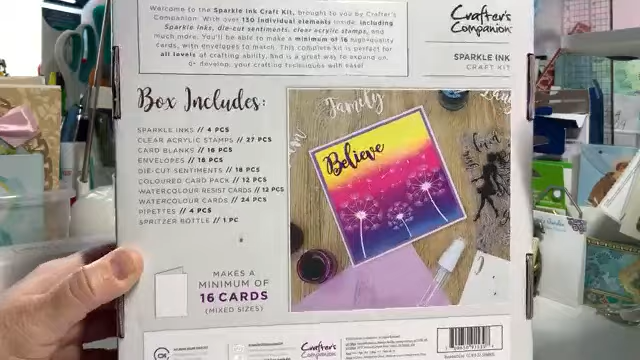 Welcome to the Sparkle Ink Craft Kit, brought to you by Crafter's
Companion. With over 150 individual elements inside, including
Sparkle inks, die-cut sentiments, clear acrylic stamps, and
much more. You'll be able to make a minimum of 16 high-quality
cards, with envelopes to match. This complete kit is perfect for
all levels of crafting ability, and is a great way to expand on,
or develop, your crafting techniques with ease!
Crafter's
Companion
SPARKLE INK
CRAFT KIT
Box Includes:
SPARKLE INKS // 4 PCS
CLEAR ACRYLIC STAMPS // 27 PCS
CARD BLANKS // 16 PCS
ENVELOPES // 16 PCS
DIE-CUT SENTIMENTS // 18 PCS
COLOURED CARD PACK // 12 PCS
WATERCOLOUR RESIST CARDS // 12 PCS
WATERCOLOUR CARDS // 24 PCS
PIPETTES // 4 PCS
SPRITZER BOTTLE // 1 PC
Family
Believe
MAKES A
MINIMUM OF
16 CARDS
(MIXED SIZES)
Crafter's
Companion